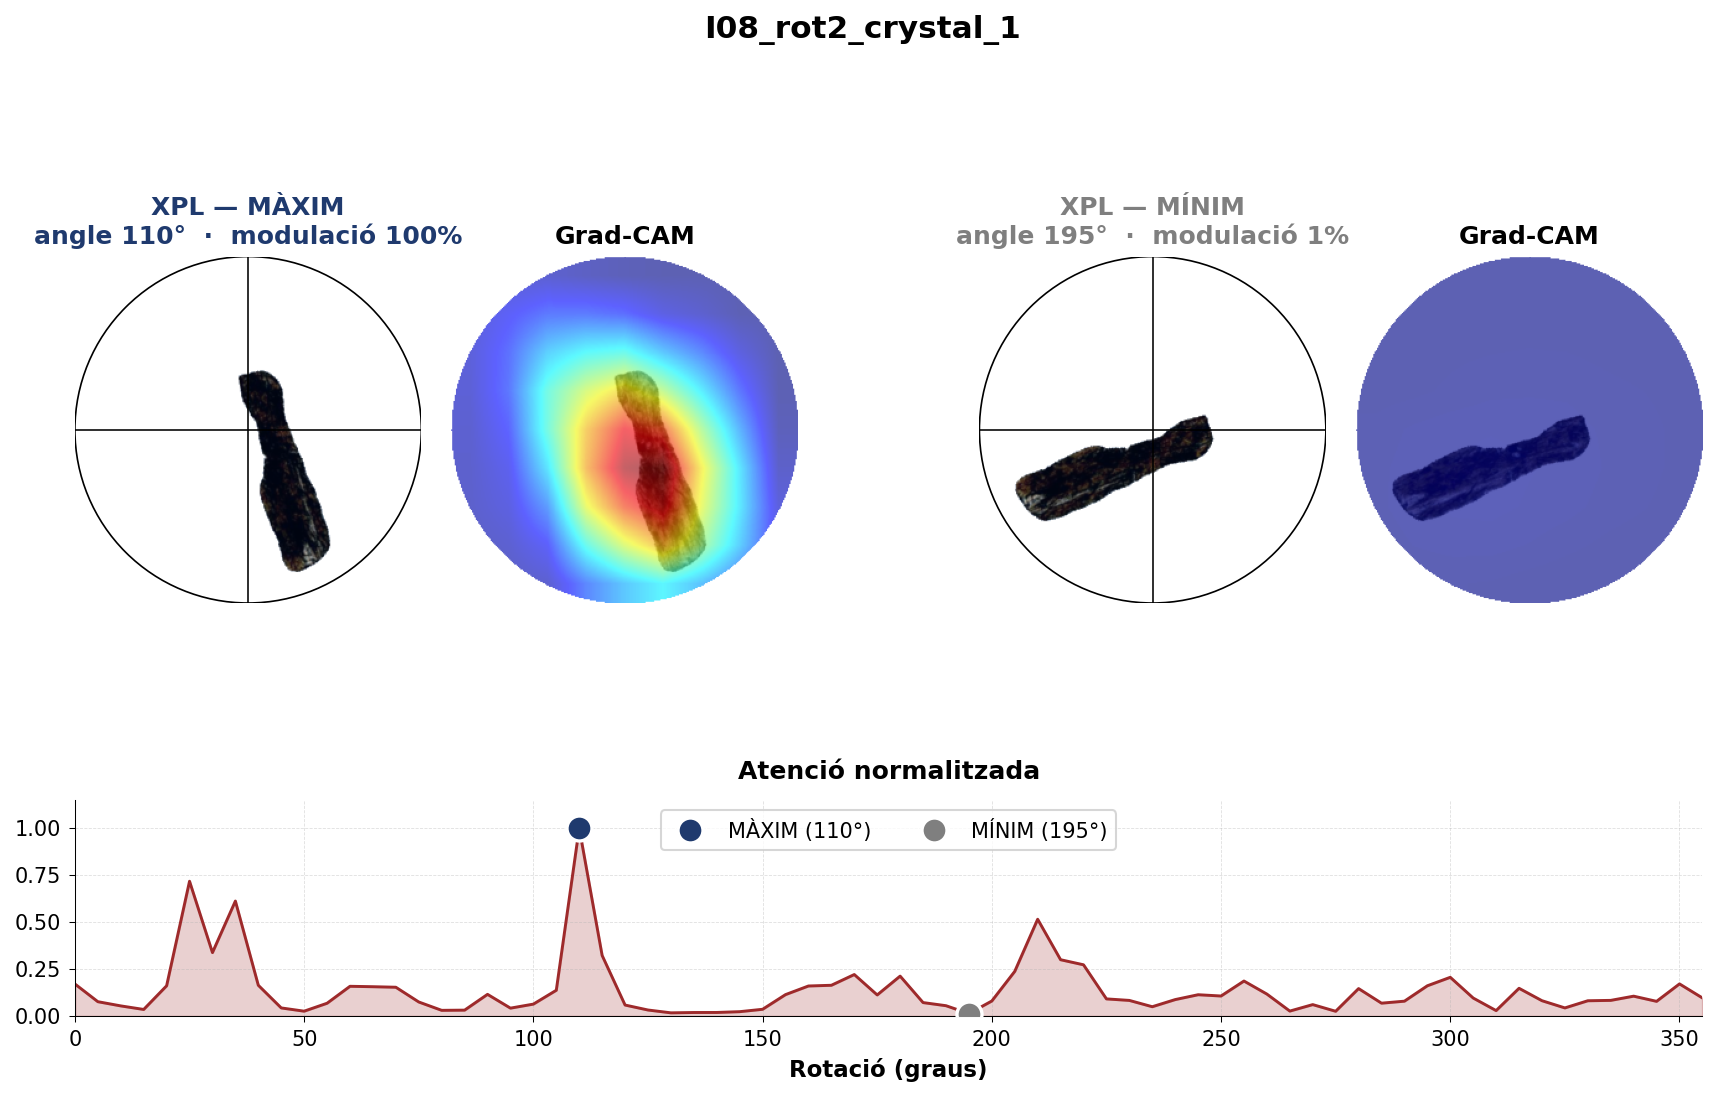 I08_rot2_crystal_1
XPL — MÀXIM
angle 110° · modulació 100%
Grad-CAM
XPL — MÍNIM
angle 195° · modulació 1%
Grad-CAM
Atenció normalitzada
MÀXIM (110°)
MÍNIM (195°)
1.00
0.75
0.50
0.25
0.00
0
50
100
150
200
250
300
350
Rotació (graus)